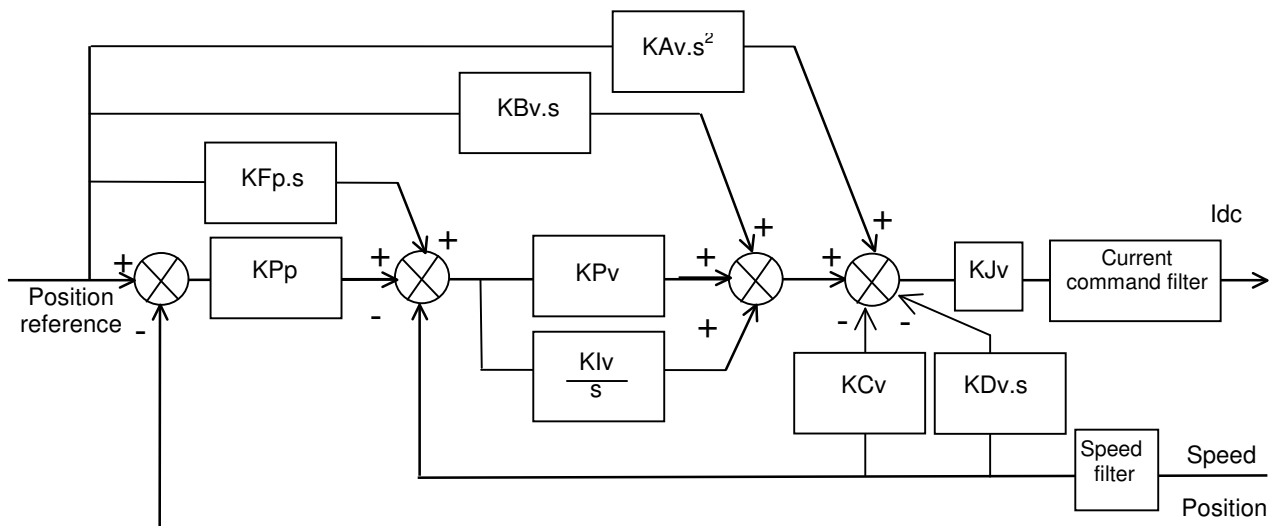 KAv.s²
KBv.s
KFp.s
Idc
+
+
+
+
KPp
+
+
KPv
+
+
KJv
Current
command filter
Position
reference
-
-
+
KIv
s
-
-
KCv
KDv.s
Speed
filter
Speed
Position